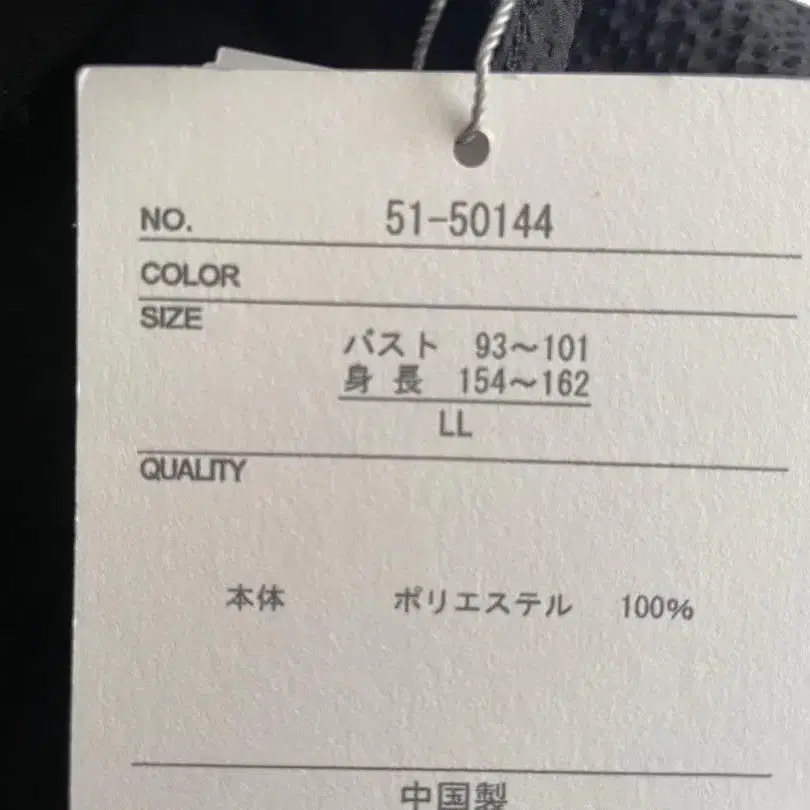 NO. 51-50144
COLOR
SIZE
バスト 93〜101
身長 154〜162
LL
QUALITY
本体 ポリエステル 100%
中国製